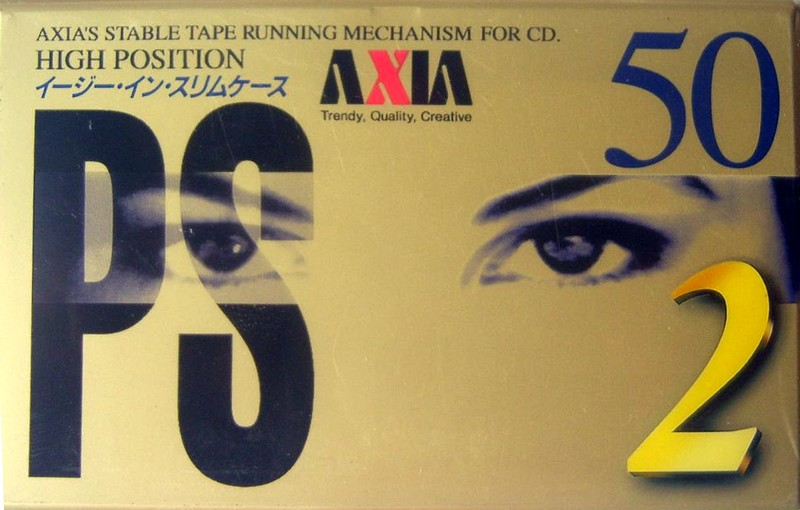 AXIA'S STABLE TAPE RUNNING MECHANISM FOR CD.
HIGH POSITION
イージー・イン・スリムケース
AXIA
Trendy, Quality, Creative
50
PS
2